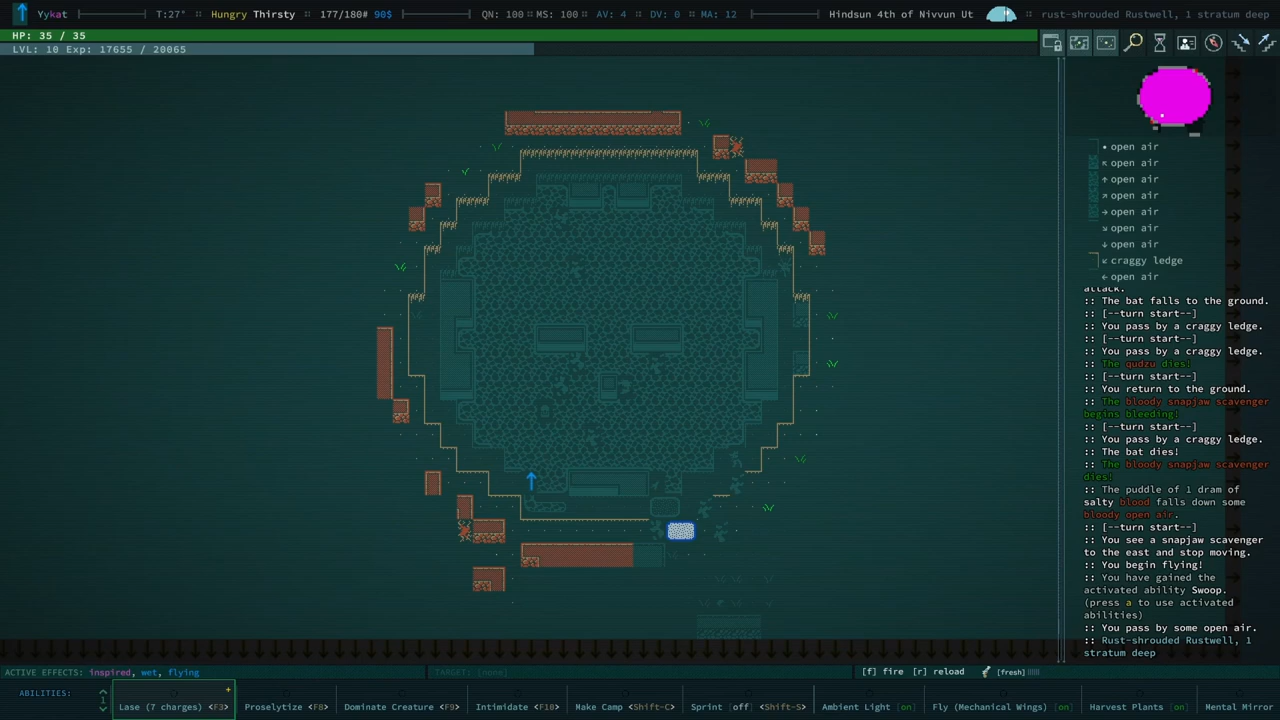 Yykat T:27° :: Hungry Thirsty :: 177/180# 90$ QN: 100 :: MS: 100 :: AV: 4 :: DV: 0 :: MA: 12 Hindsun 4th of Nivvun Ut :: rust-shrouded Rustwell, 1 stratum deep
HP: 35 / 35
LVL: 10 Exp: 17655 / 20065
open air
open air
open air
open air
open air
open air
open air
craggy ledge
open air
attack.
:: The bat falls to the ground.
:: [--turn start--]
:: You pass by a craggy ledge.
:: [--turn start--]
:: You pass by a craggy ledge.
:: The qudzu dies!
:: [--turn start--]
:: You return to the ground.
:: The bloody snapjaw scavenger
begins bleeding!
:: [--turn start--]
:: You pass by a craggy ledge.
:: The bat dies!
:: The bloody snapjaw scavenger
dies!
:: The puddle of 1 dram of
salty blood falls down some
bloody open air.
:: [--turn start--]
:: You see a snapjaw scavenger
to the east and stop moving.
:: You begin flying!
:: You have gained the
activated ability Swoop.
(press a to use activated
abilities)
:: You pass by some open air.
:: Rust-shrouded Rustwell, 1
stratum deep
ACTIVE EFFECTS: inspired, wet, flying TARGET: [none] [f] fire [r] reload [fresh]
ABILITIES: 1 Lase (7 charges) <F3> Proselytize <F8> Dominate Creature <F9> Intimidate <F10> Make Camp <Shift-C> Sprint [off] <Shift-S> Ambient Light [on] Fly (Mechanical Wings) [on] Harvest Plants [on] Mental Mirror